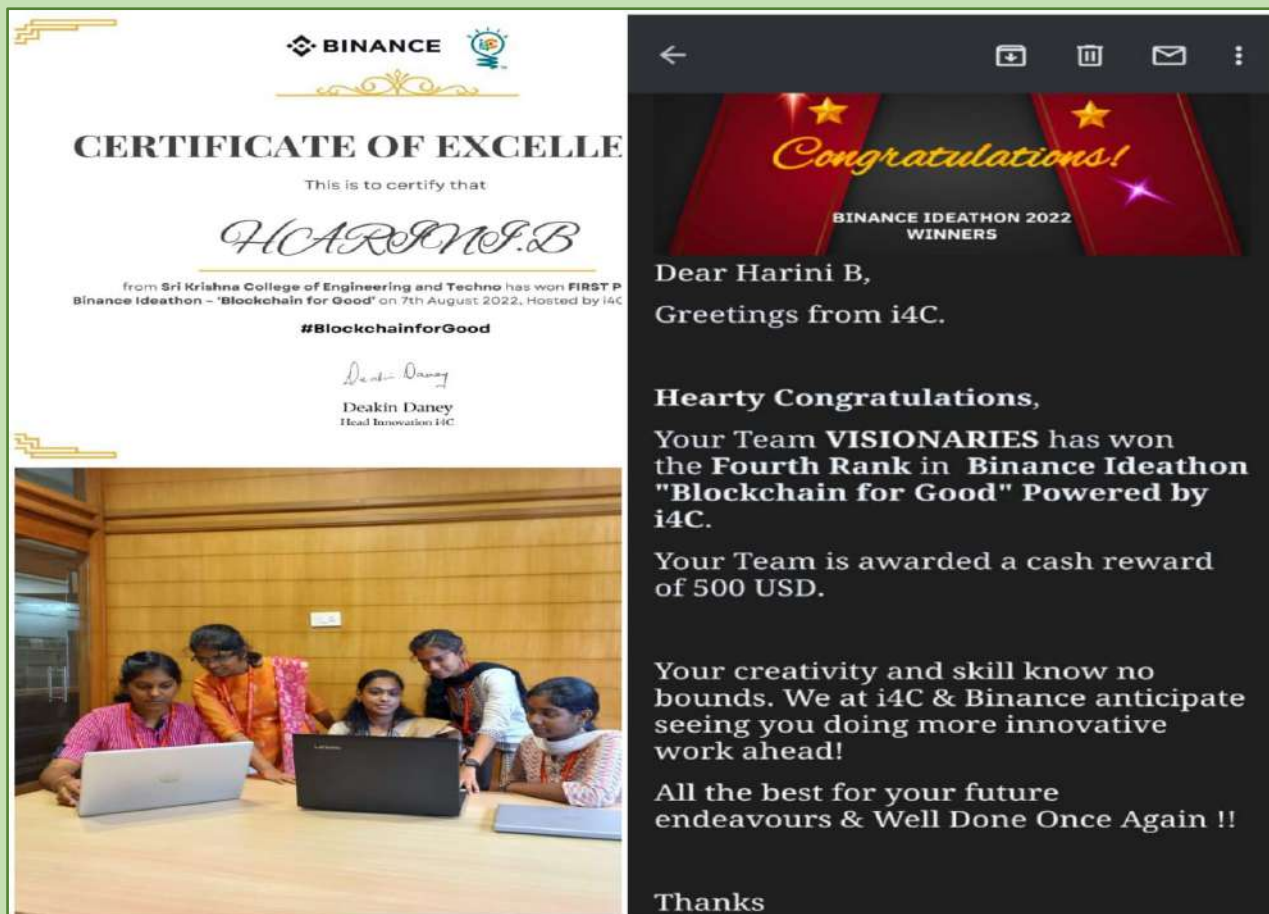 BINANCE
CERTIFICATE OF EXCELLE
This is to certify that
HARINI.B
from Sri Krishna College of Engineering and Techno has won FIRST P
Binance Ideathon – 'Blockchain for Good' on 7th August 2022, Hosted by i4C
#BlockchainforGood
Deakin Daney
Deakin Daney
Head Innovation i4C
Congratulations!
BINANCE IDEATHON 2022
WINNERS
Dear Harini B,
Greetings from i4C.
Hearty Congratulations,
Your Team VISIONARIES has won
the Fourth Rank in Binance Ideathon
"Blockchain for Good" Powered by
i4C.
Your Team is awarded a cash reward
of 500 USD.
Your creativity and skill know no
bounds. We at i4C & Binance anticipate
seeing you doing more innovative
work ahead!
All the best for your future
endeavours & Well Done Once Again !!
Thanks
Lenovo